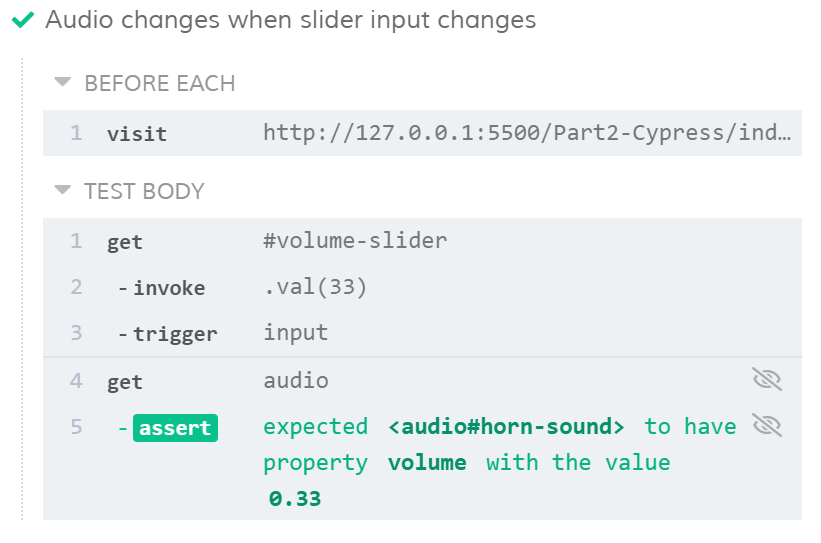 Audio changes when slider input changes
BEFORE EACH
1 visit http://127.0.0.1:5500/Part2-Cypress/ind…
TEST BODY
1 get #volume-slider
2 -invoke .val(33)
3 -trigger input
4 get audio
5 -assert expected <audio#horn-sound> to have
property volume with the value
0.33